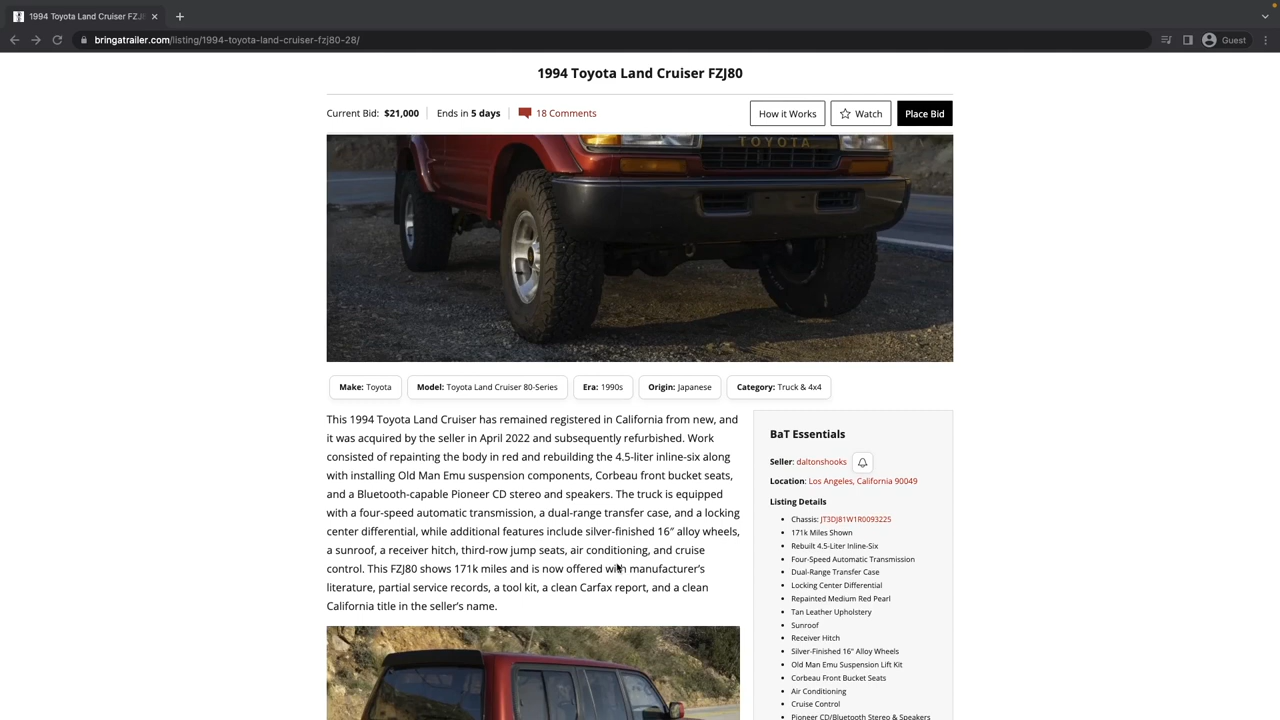 1994 Toyota Land Cruiser FZJ
bringatrailer.com/listing/1994-toyota-land-cruiser-fzj80-28/
Guest
1994 Toyota Land Cruiser FZJ80
Current Bid: $21,000
Ends in 5 days
18 Comments
How it Works
Watch
Place Bid
TOYOTA
Make: Toyota
Model: Toyota Land Cruiser 80-Series
Era: 1990s
Origin: Japanese
Category: Truck & 4x4
This 1994 Toyota Land Cruiser has remained registered in California from new, and
it was acquired by the seller in April 2022 and subsequently refurbished. Work
consisted of repainting the body in red and rebuilding the 4.5-liter inline-six along
with installing Old Man Emu suspension components, Corbeau front bucket seats,
and a Bluetooth-capable Pioneer CD stereo and speakers. The truck is equipped
with a four-speed automatic transmission, a dual-range transfer case, and a locking
center differential, while additional features include silver-finished 16″ alloy wheels,
a sunroof, a receiver hitch, third-row jump seats, air conditioning, and cruise
control. This FZJ80 shows 171k miles and is now offered with manufacturer’s
literature, partial service records, a tool kit, a clean Carfax report, and a clean
California title in the seller’s name.
BaT Essentials
Seller: daltonshooks
Location: Los Angeles, California 90049
Listing Details
Chassis: JT3DJ81W1R0093225
171k Miles Shown
Rebuilt 4.5-Liter Inline-Six
Four-Speed Automatic Transmission
Dual-Range Transfer Case
Locking Center Differential
Repainted Medium Red Pearl
Tan Leather Upholstery
Sunroof
Receiver Hitch
Silver-Finished 16" Alloy Wheels
Old Man Emu Suspension Lift Kit
Corbeau Front Bucket Seats
Air Conditioning
Cruise Control
Pioneer CD/Bluetooth Stereo & Speakers